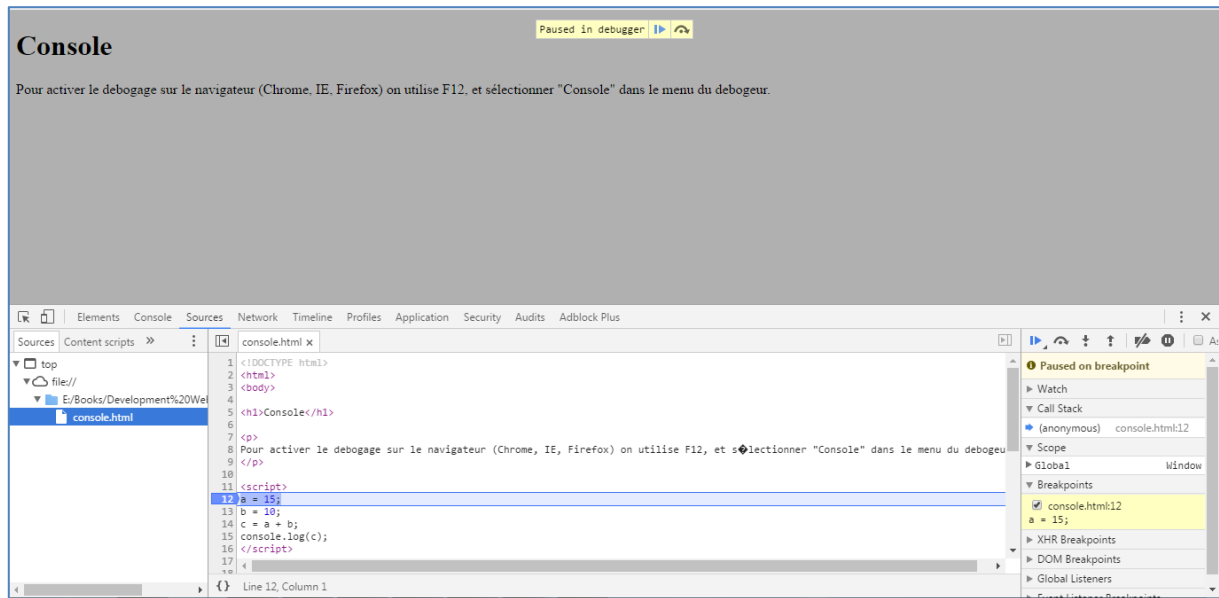 Paused in debugger
Console
Pour activer le debogage sur le navigateur (Chrome, IE, Firefox) on utilise F12, et sélectionner "Console" dans le menu du debogeur.
Elements Console Sources Network Timeline Profiles Application Security Audits Adblock Plus
Sources Content scripts »
top
file://
E:/Books/Development%20Wel
console.html
console.html ×
1 <!DOCTYPE html>
2 <html>
3 <body>
4
5 <h1>Console</h1>
6
7 <p>
8 Pour activer le debogage sur le navigateur (Chrome, IE, Firefox) on utilise F12, et s�lectionner "Console" dans le menu du debogeu
9 </p>
10
11 <script>
12 a = 15;
13 b = 10;
14 c = a + b;
15 console.log(c);
16 </script>
17
{} Line 12, Column 1
As
Paused on breakpoint
Watch
Call Stack
(anonymous) console.html:12
Scope
Global Window
Breakpoints
console.html:12
a = 15;
XHR Breakpoints
DOM Breakpoints
Global Listeners
Event Listener Breakpoints